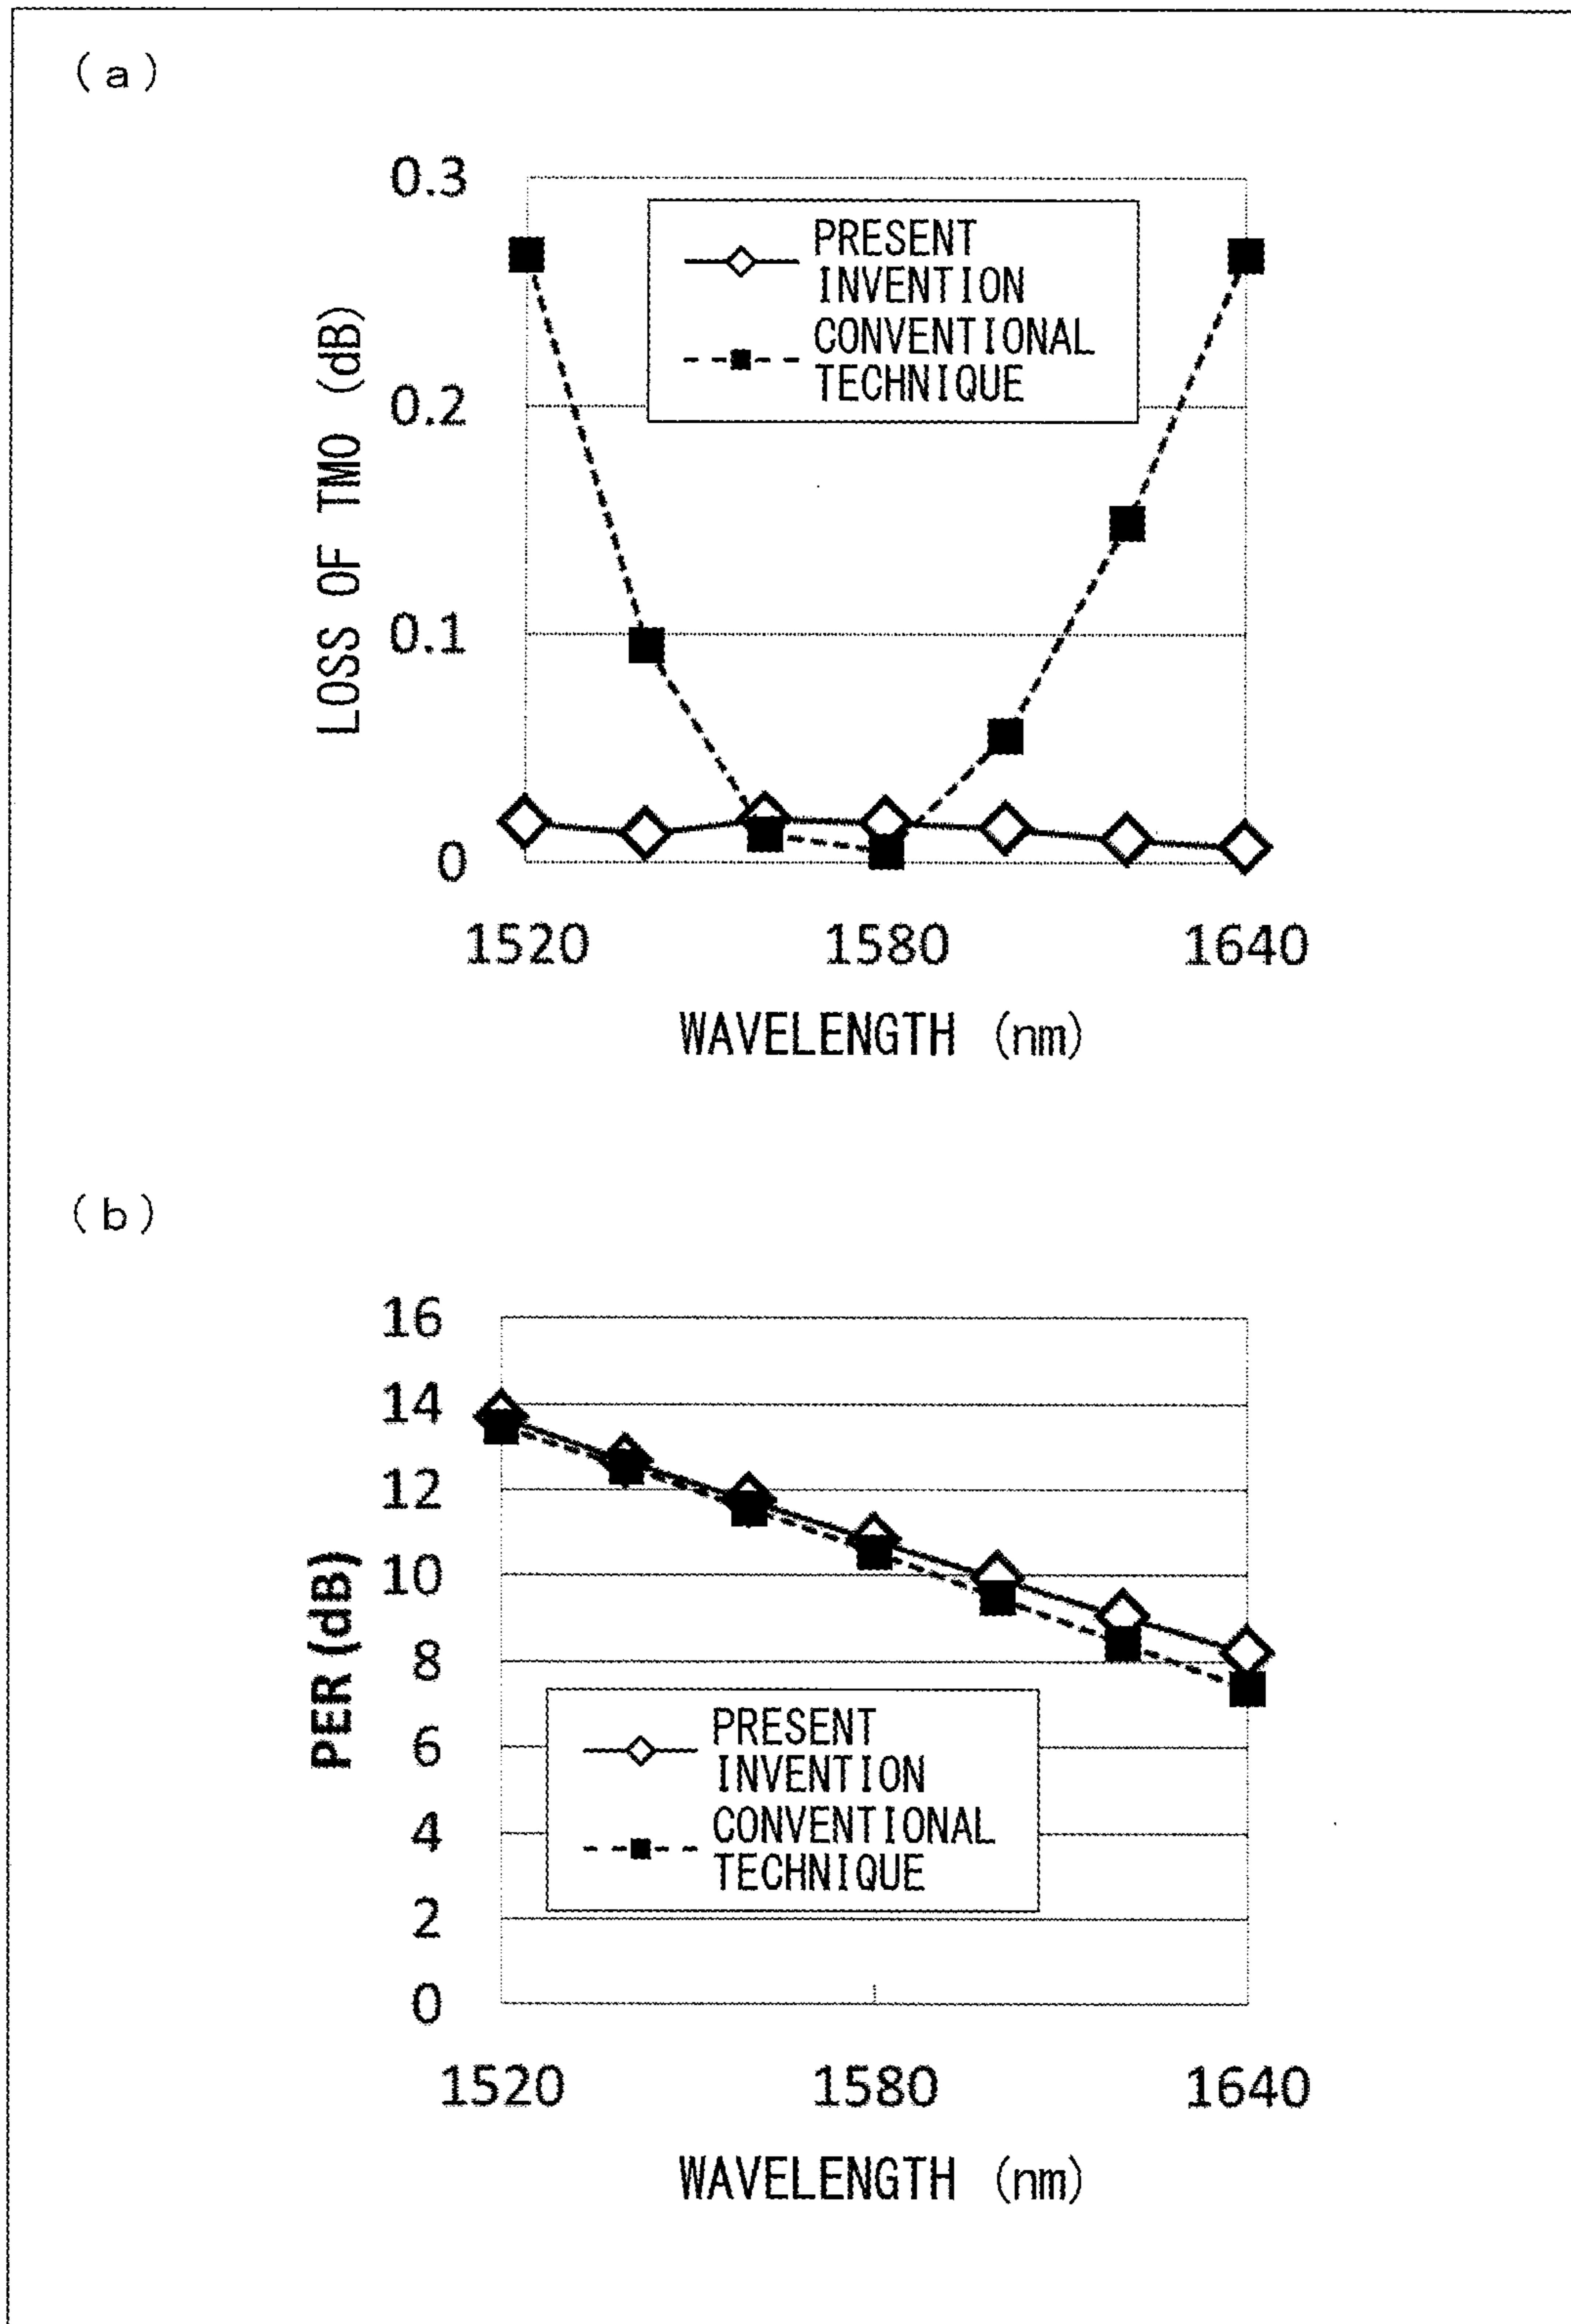 (a)
0.3
0.2
0.1
0
LOSS OF TM0 (dB)
PRESENT
INVENTION
CONVENTIONAL
TECHNIQUE
1520 1580 1640
WAVELENGTH (nm)
(b)
16
14
12
10
8
6
4
2
0
PER (dB)
PRESENT
INVENTION
CONVENTIONAL
TECHNIQUE
1520 1580 1640
WAVELENGTH (nm)